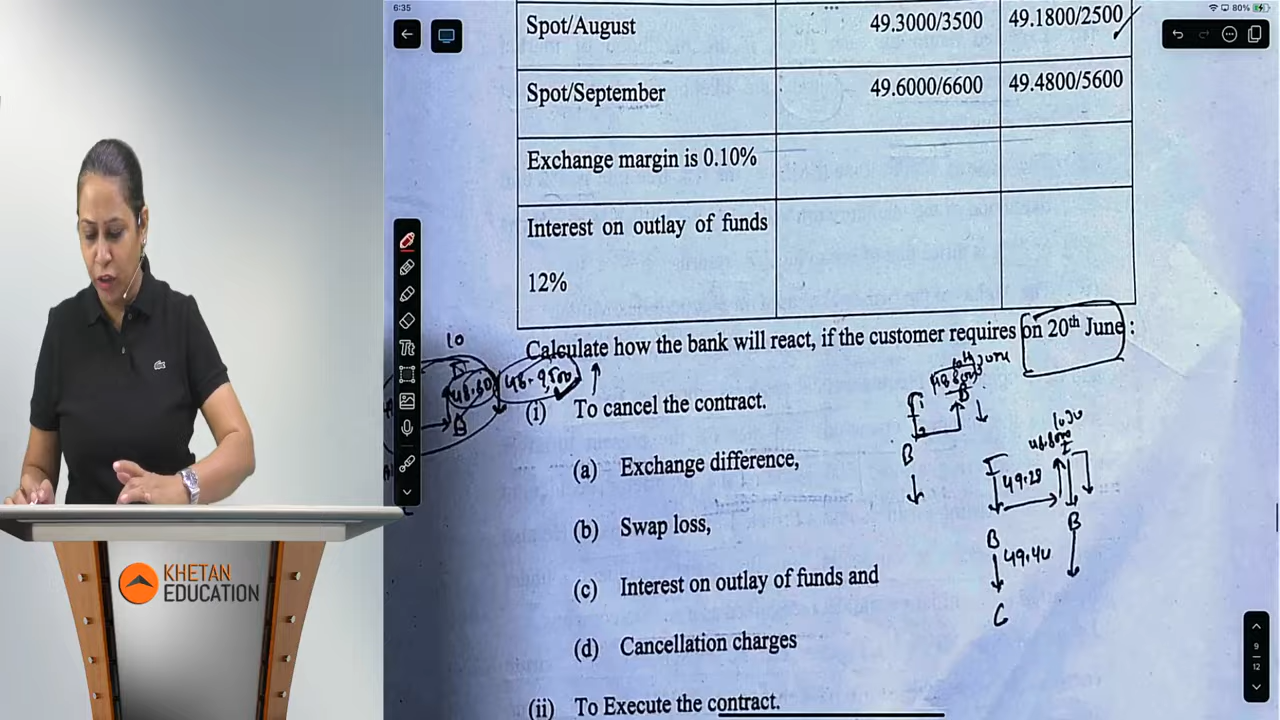 6:35
80%
Spot/August 49.3000/3500 49.1800/2500
Spot/September 49.6000/6600 49.4800/5600
Exchange margin is 0.10%
Interest on outlay of funds
12%
Calculate how the bank will react, if the customer requires on 20th June :
10
48.9500
(i) To cancel the contract.
B
(a) Exchange difference,
B
49.28
B
(b) Swap loss,
B
49.40
(c) Interest on outlay of funds and
C
(d) Cancellation charges
(ii) To Execute the contract.
KHETAN
EDUCATION
Tt
9
12